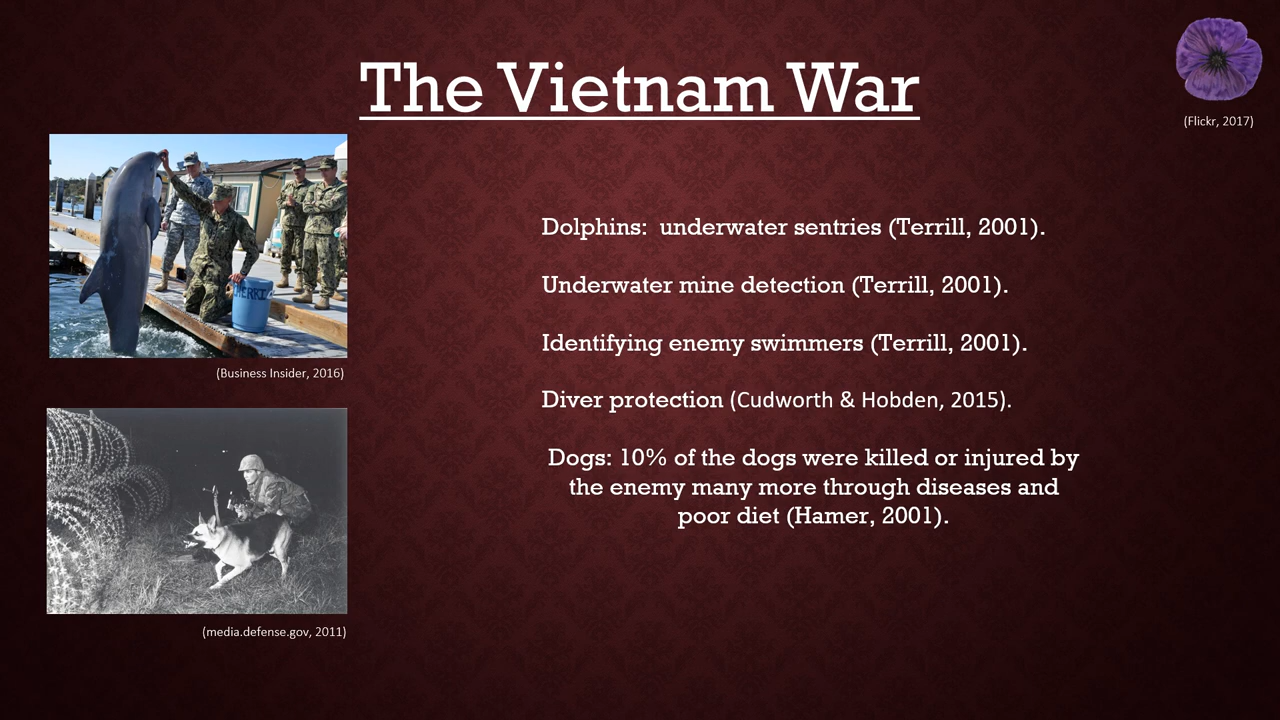 The Vietnam War
(Flickr, 2017)
Dolphins:  underwater sentries (Terrill, 2001).
Underwater mine detection (Terrill, 2001).
Identifying enemy swimmers (Terrill, 2001).
Diver protection (Cudworth & Hobden, 2015).
Dogs: 10% of the dogs were killed or injured by
the enemy many more through diseases and
poor diet (Hamer, 2001).
(Business Insider, 2016)
(media.defense.gov, 2011)